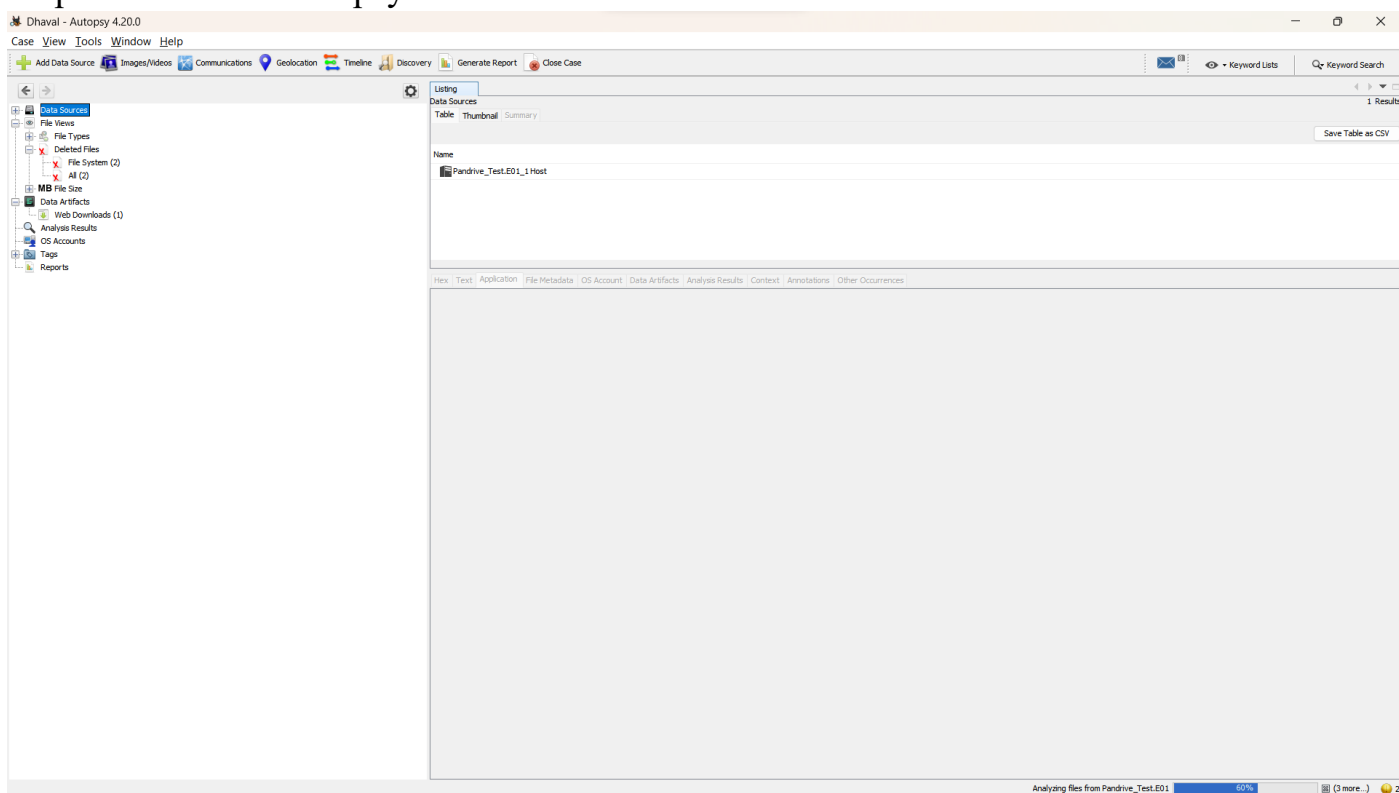 Dhaval - Autopsy 4.20.0
Case View Tools Window Help
Add Data Source Images/Videos Communications Geolocation Timeline Discovery Generate Report Close Case Keyword Lists Keyword Search
Listing
Data Sources
1 Results
Table Thumbnail Summary
Save Table as CSV
Name
Pandrive_Test.E01_1 Host
Data Sources
File Views
File Types
Deleted Files
File System (2)
All (2)
MB File Size
Data Artifacts
Web Downloads (1)
Analysis Results
OS Accounts
Tags
Reports
Hex Text Application File Metadata OS Account Data Artifacts Analysis Results Context Annotations Other Occurrences
Analyzing files from Pandrive_Test.E01 60% (3 more...)